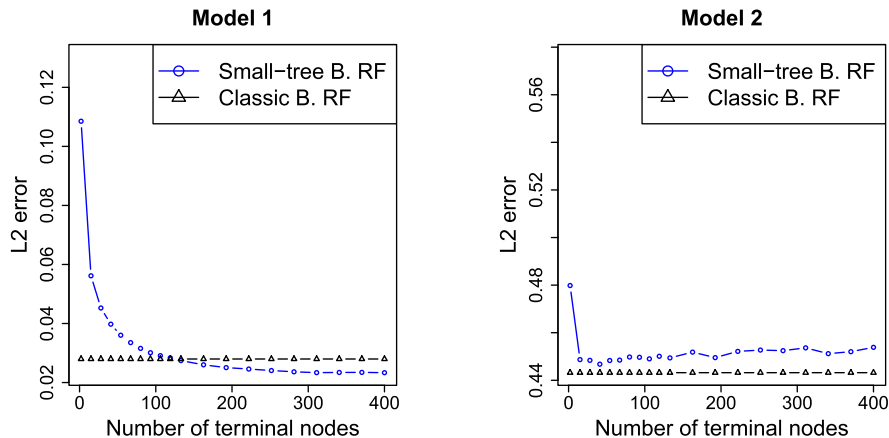 Model 1
Small−tree B. RF
Classic B. RF
L2 error
0.02 0.04 0.06 0.08 0.10 0.12
0 100 200 300 400
Number of terminal nodes
Model 2
Small−tree B. RF
Classic B. RF
L2 error
0.44 0.48 0.52 0.56
0 100 200 300 400
Number of terminal nodes